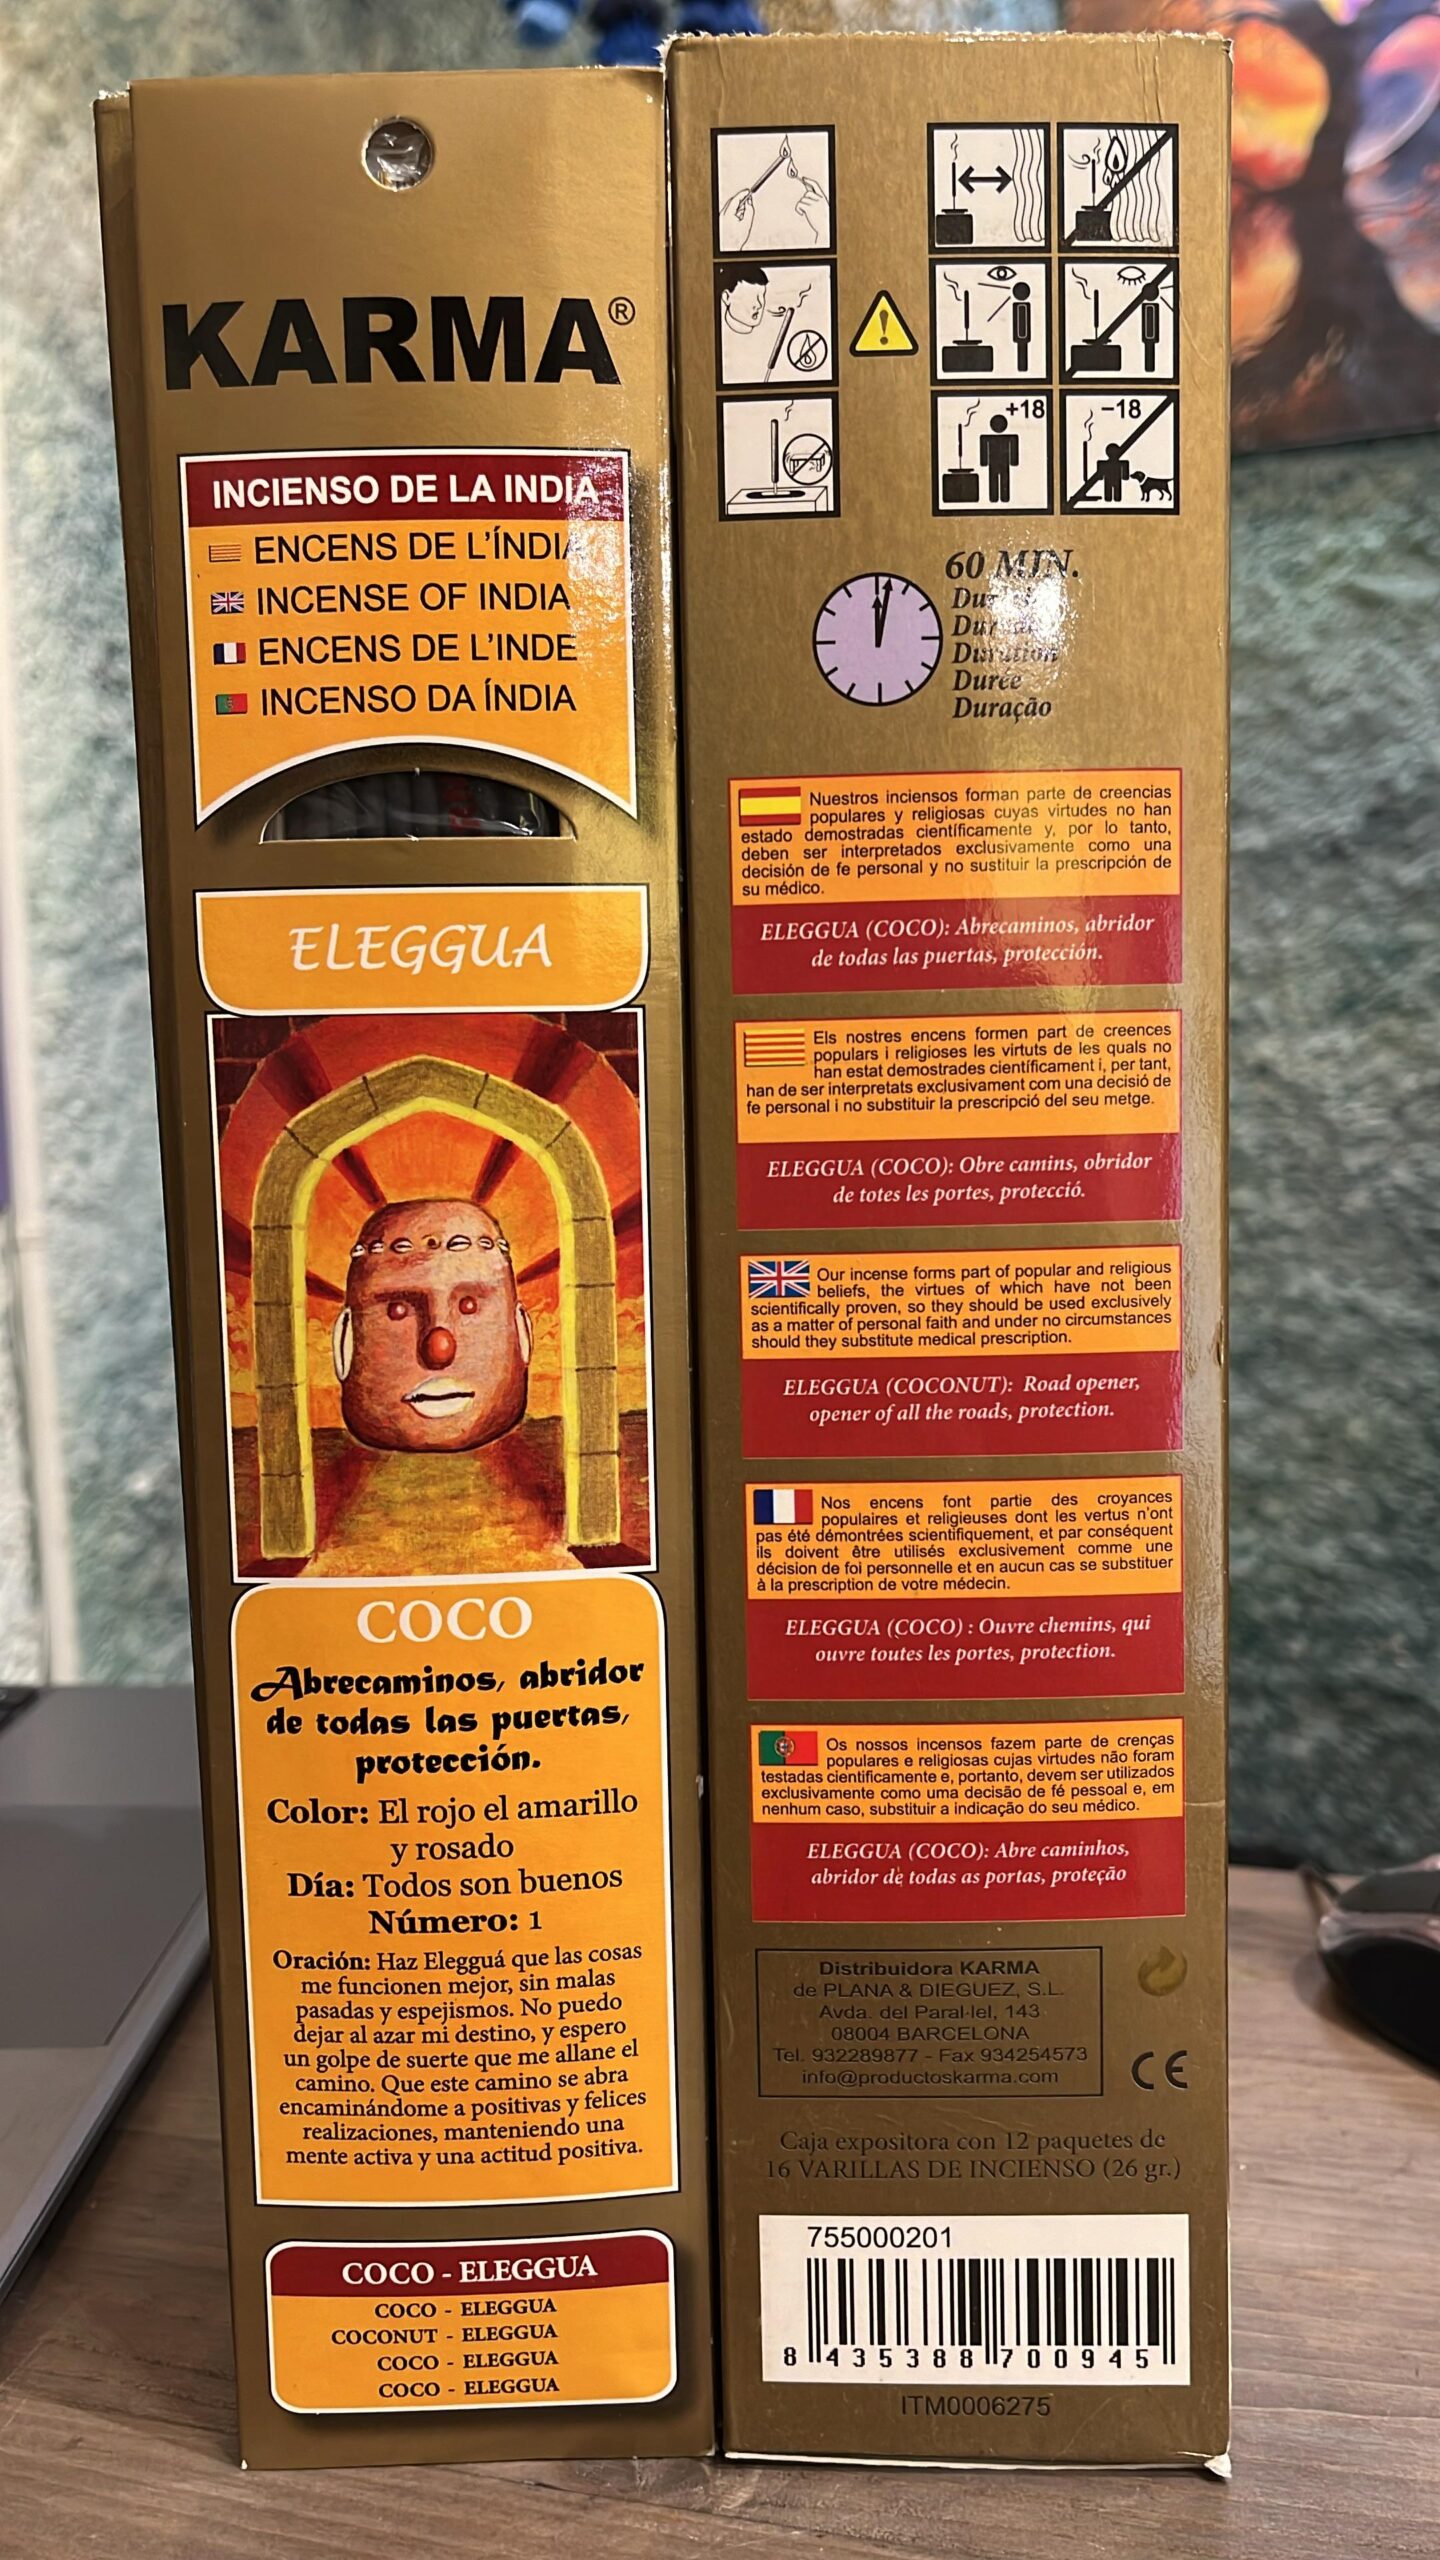 KARMA®
INCIENSO DE LA INDIA
ENCENS DE L'ÍNDIA
INCENSE OF INDIA
ENCENS DE L'INDE
INCENSO DA ÍNDIA
ELEGGUA
COCO
Abrecaminos, abridor
de todas las puertas,
protección.
Color: El rojo el amarillo
y rosado
Día: Todos son buenos
Número: 1
Oración: Haz Elegguá que las cosas
me funcionen mejor, sin malas
pasadas y espejismos. No puedo
dejar al azar mi destino, y espero
un golpe de suerte que me allane el
camino. Que este camino se abra
encaminándome a positivas y felices
realizaciones, manteniendo una
mente activa y una actitud positiva.
COCO - ELEGGUA
COCO - ELEGGUA
COCONUT - ELEGGUA
COCO - ELEGGUA
COCO - ELEGGUA
+18
-18
60 MIN.
Duration
Durée
Duração
Nuestros inciensos forman parte de creencias
populares y religiosas cuyas virtudes no han
estado demostradas científicamente y, por lo tanto,
deben ser interpretados exclusivamente como una
decisión de fe personal y no sustituir la prescripción de
su médico.
ELEGGUA (COCO): Abrecaminos, abridor
de todas las puertas, protección.
Els nostres encens formen part de creences
populars i religioses les virtuts de les quals no
han estat demostrades científicament i, per tant,
han de ser interpretats exclusivament com una decisió de
fe personal i no substituir la prescripció del seu metge.
ELEGGUA (COCO): Obre camins, obridor
de totes les portes, protecció.
Our incense forms part of popular and religious
beliefs, the virtues of which have not been
scientifically proven, so they should be used exclusively
as a matter of personal faith and under no circumstances
should they substitute medical prescription.
ELEGGUA (COCONUT): Road opener,
opener of all the roads, protection.
Nos encens font partie des croyances
populaires et religieuses dont les vertus n'ont
pas été démontrées scientifiquement, et par conséquent
ils doivent être utilisés exclusivement comme une
décision de foi personnelle et en aucun cas se substituer
à la prescription de votre médecin.
ELEGGUA (COCO) : Ouvre chemins, qui
ouvre toutes les portes, protection.
Os nossos incensos fazem parte de crenças
populares e religiosas cujas virtudes não foram
testadas cientificamente e, portanto, devem ser utilizados
exclusivamente como uma decisão de fé pessoal e, em
nenhum caso, substituir a indicação do seu médico.
ELEGGUA (COCO): Abre caminhos,
abridor de todas as portas, proteção
Distribuidora KARMA
de PLANA & DIEGUEZ, S.L.
Avda. del Paral·lel, 143
08004 BARCELONA
Tel. 932289877 - Fax 934254573
info@productoskarma.com
CE
Caja expositora con 12 paquetes de
16 VARILLAS DE INCIENSO (26 gr.)
755000201
8 435388 700945
ITM0006275